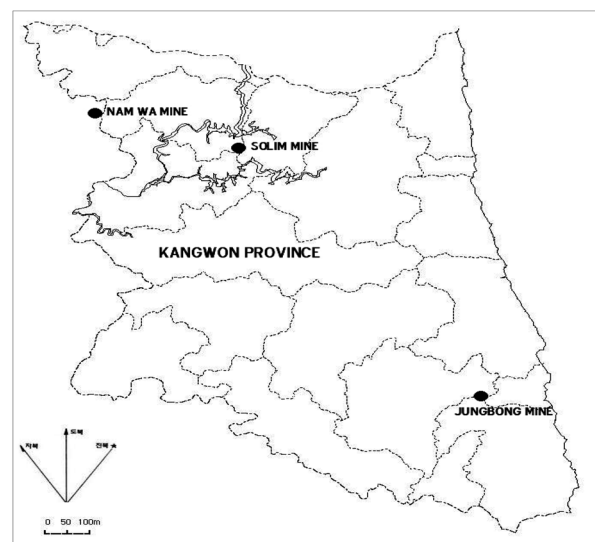 NAM WA MINE
SOLIM MINE
KANGWON PROVINCE
JUNGBONG MINE
도북
자북
진북
0 50 100m